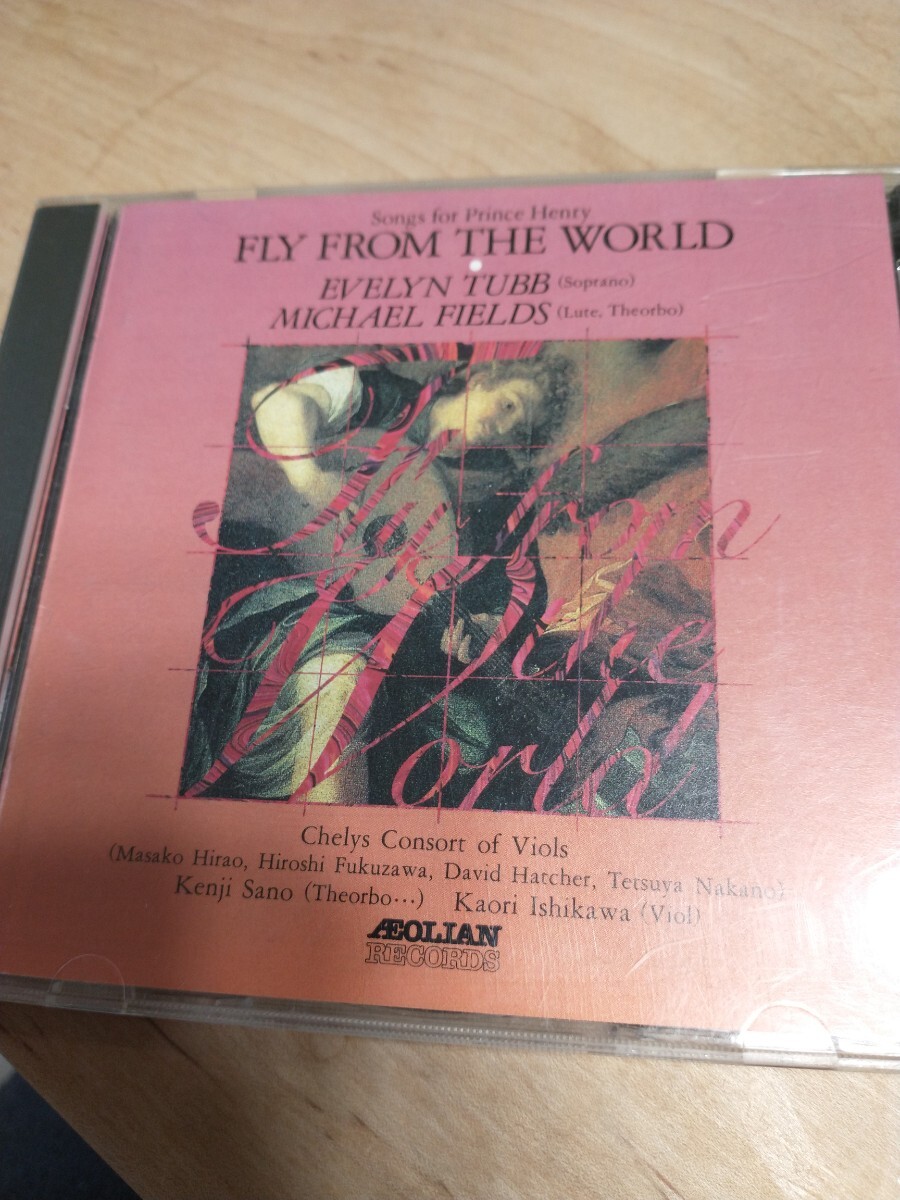 Songs for Prince Henry
FLY FROM THE WORLD
EVELYN TUBB (Soprano)
MICHAEL FIELDS (Lute, Theorbo)
Fly from
the
World
Chelys Consort of Viols
(Masako Hirao, Hiroshi Fukuzawa, David Hatcher, Tetsuya Nakano)
Kenji Sano (Theorbo…) Kaori Ishikawa (Viol)
ÆOLIAN
RECORDS